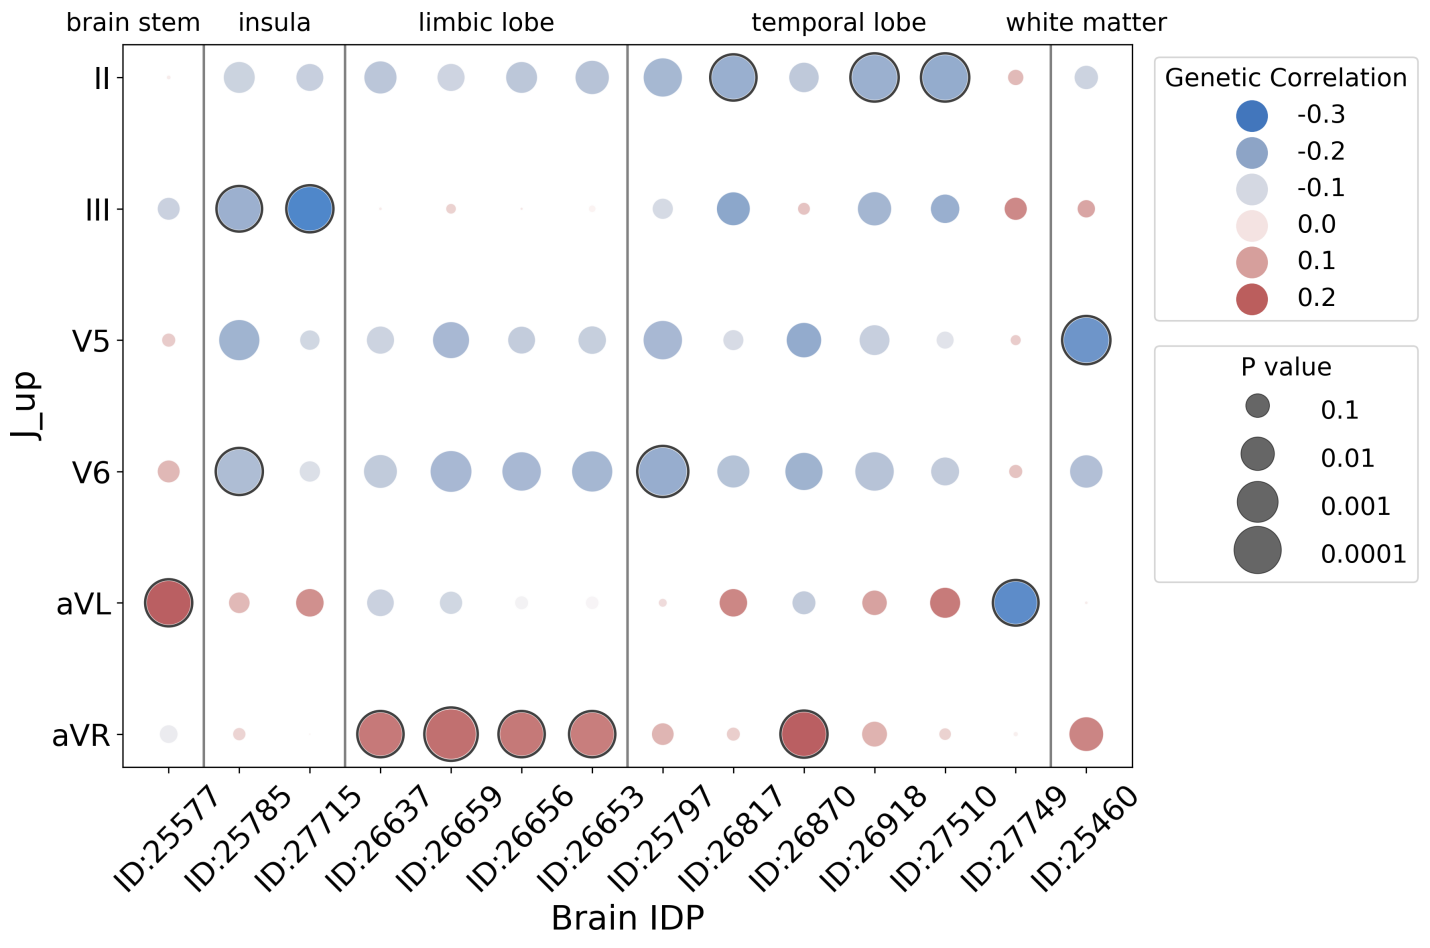 brain stem insula limbic lobe temporal lobe white matter
II
III
V5
V6
aVL
aVR
J_up
ID:25577 ID:25785 ID:27715 ID:26637 ID:26659 ID:26656 ID:26653 ID:25797 ID:26817 ID:26870 ID:26918 ID:27510 ID:27749 ID:25460
Brain IDP
Genetic Correlation
-0.3
-0.2
-0.1
0.0
0.1
0.2
P value
0.1
0.01
0.001
0.0001